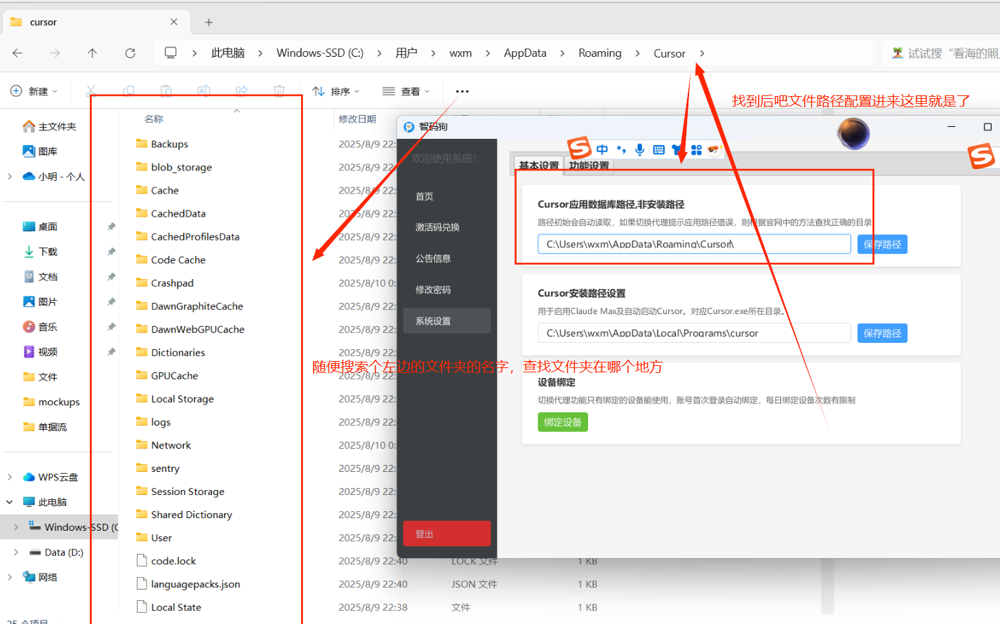 cursor
此电脑 > Windows-SSD (C:) > 用户 > wxm > AppData > Roaming > Cursor >
试试搜“看海的照
新建
排序
查看
找到后吧文件路径配置进来这里就是了
主文件夹
图库
小明 - 个人
桌面
下载
文档
图片
音乐
视频
文件
mockups
单据流
WPS云盘
此电脑
Windows-SSD (C
Data (D:)
网络
名称
修改日期
Backups 2025/8/9 22:
blob_storage 2025/8/9 22:
Cache 2025/8/9 22:
CachedData 2025/8/9 22:
CachedProfilesData 2025/8/9 22:
Code Cache 2025/8/9 22:
Crashpad 2025/8/10 0:
DawnGraphiteCache 2025/8/9 22:
DawnWebGPUCache 2025/8/9 22:
Dictionaries 2025/8/9 22:
GPUCache 2025/8/9 22:
Local Storage 2025/8/9 22:
logs 2025/8/9 22:
Network 2025/8/10 0:
sentry 2025/8/9 22:
Session Storage 2025/8/9 22:
Shared Dictionary 2025/8/9 22:
User 2025/8/9 22:
code.lock 2025/8/9 22:40 LOCK 文件 1 KB
languagepacks.json 2025/8/9 22:40 JSON 文件 1 KB
Local State 2025/8/9 22:38 文件 1 KB
随便搜索个左边的文件夹的名字，查找文件夹在哪个地方
智码狗
中
欢迎使用系统!
首页
激活码兑换
公告信息
修改密码
系统设置
登出
基本设置 功能设置
Cursor应用数据库路径,非安装路径
路径初始会自动读取，如果切换代理提示应用路径错误，则根据官网中的方法查找正确的目录
C:\Users\wxm\AppData\Roaming\Cursor\
保存路径
Cursor安装路径设置
用于启用Claude Max及自动启动Cursor。对应Cursor.exe所在目录。
C:\Users\wxm\AppData\Local\Programs\cursor
保存路径
设备绑定
切换代理功能只有绑定的设备能使用，账号首次登录自动绑定，每日绑定设备次数有限制
绑定设备